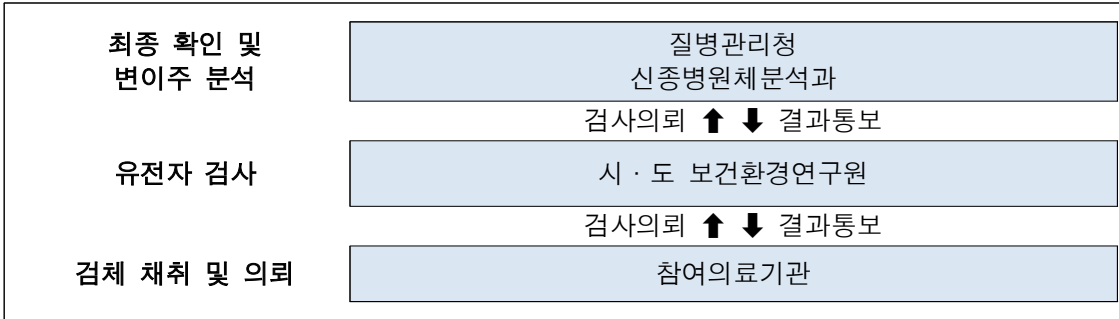 최종 확인 및
변이주 분석
질병관리청
신종병원체분석과
검사의뢰 ⬆ ⬇ 결과통보
유전자 검사
시·도 보건환경연구원
검사의뢰 ⬆ ⬇ 결과통보
검체 채취 및 의뢰
참여의료기관